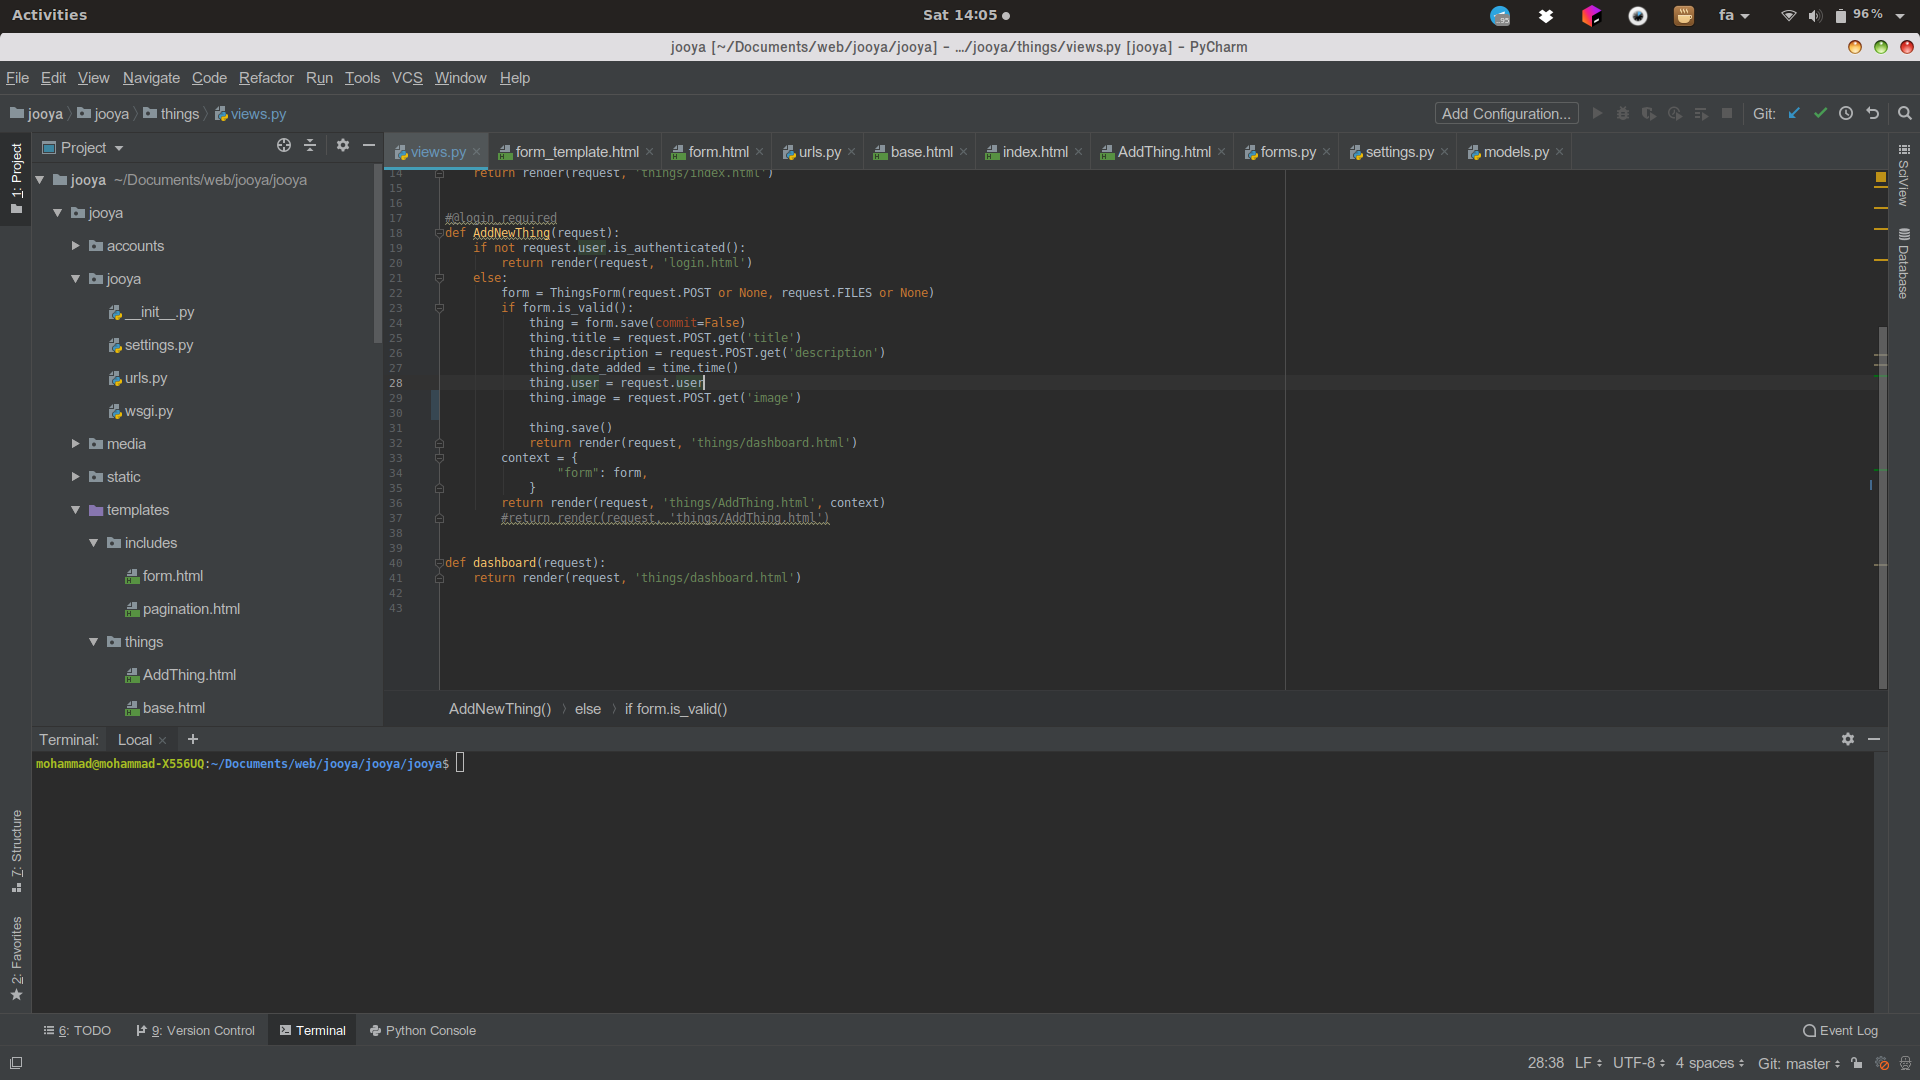 Activities
Sat 14:05
fa
96 %
jooya [~/Documents/web/jooya/jooya] - .../jooya/things/views.py [jooya] - PyCharm
File Edit View Navigate Code Refactor Run Tools VCS Window Help
jooya jooya things views.py
Add Configuration... Git:
1: Project
Project
views.py form_template.html form.html urls.py base.html index.html AddThing.html forms.py settings.py models.py
jooya ~/Documents/web/jooya/jooya
jooya
accounts
jooya
__init__.py
settings.py
urls.py
wsgi.py
media
static
templates
includes
form.html
pagination.html
things
AddThing.html
base.html
14 return render(request, 'things/index.html')
15
16
17 #@login_required
18 def AddNewThing(request):
19 if not request.user.is_authenticated():
20 return render(request, 'login.html')
21 else:
22 form = ThingsForm(request.POST or None, request.FILES or None)
23 if form.is_valid():
24 thing = form.save(commit=False)
25 thing.title = request.POST.get('title')
26 thing.description = request.POST.get('description')
27 thing.date_added = time.time()
28 thing.user = request.user
29 thing.image = request.POST.get('image')
30
31 thing.save()
32 return render(request, 'things/dashboard.html')
33 context = {
34 "form": form,
35 }
36 return render(request, 'things/AddThing.html', context)
37 #return render(request, 'things/AddThing.html')
38
39
40 def dashboard(request):
41 return render(request, 'things/dashboard.html')
42
43
SciView
Database
AddNewThing() else if form.is_valid()
Terminal: Local
mohammad@mohammad-X556UQ:~/Documents/web/jooya/jooya/jooya$
7: Structure
2: Favorites
6: TODO 9: Version Control Terminal Python Console Event Log
28:38 LF UTF-8 4 spaces Git: master